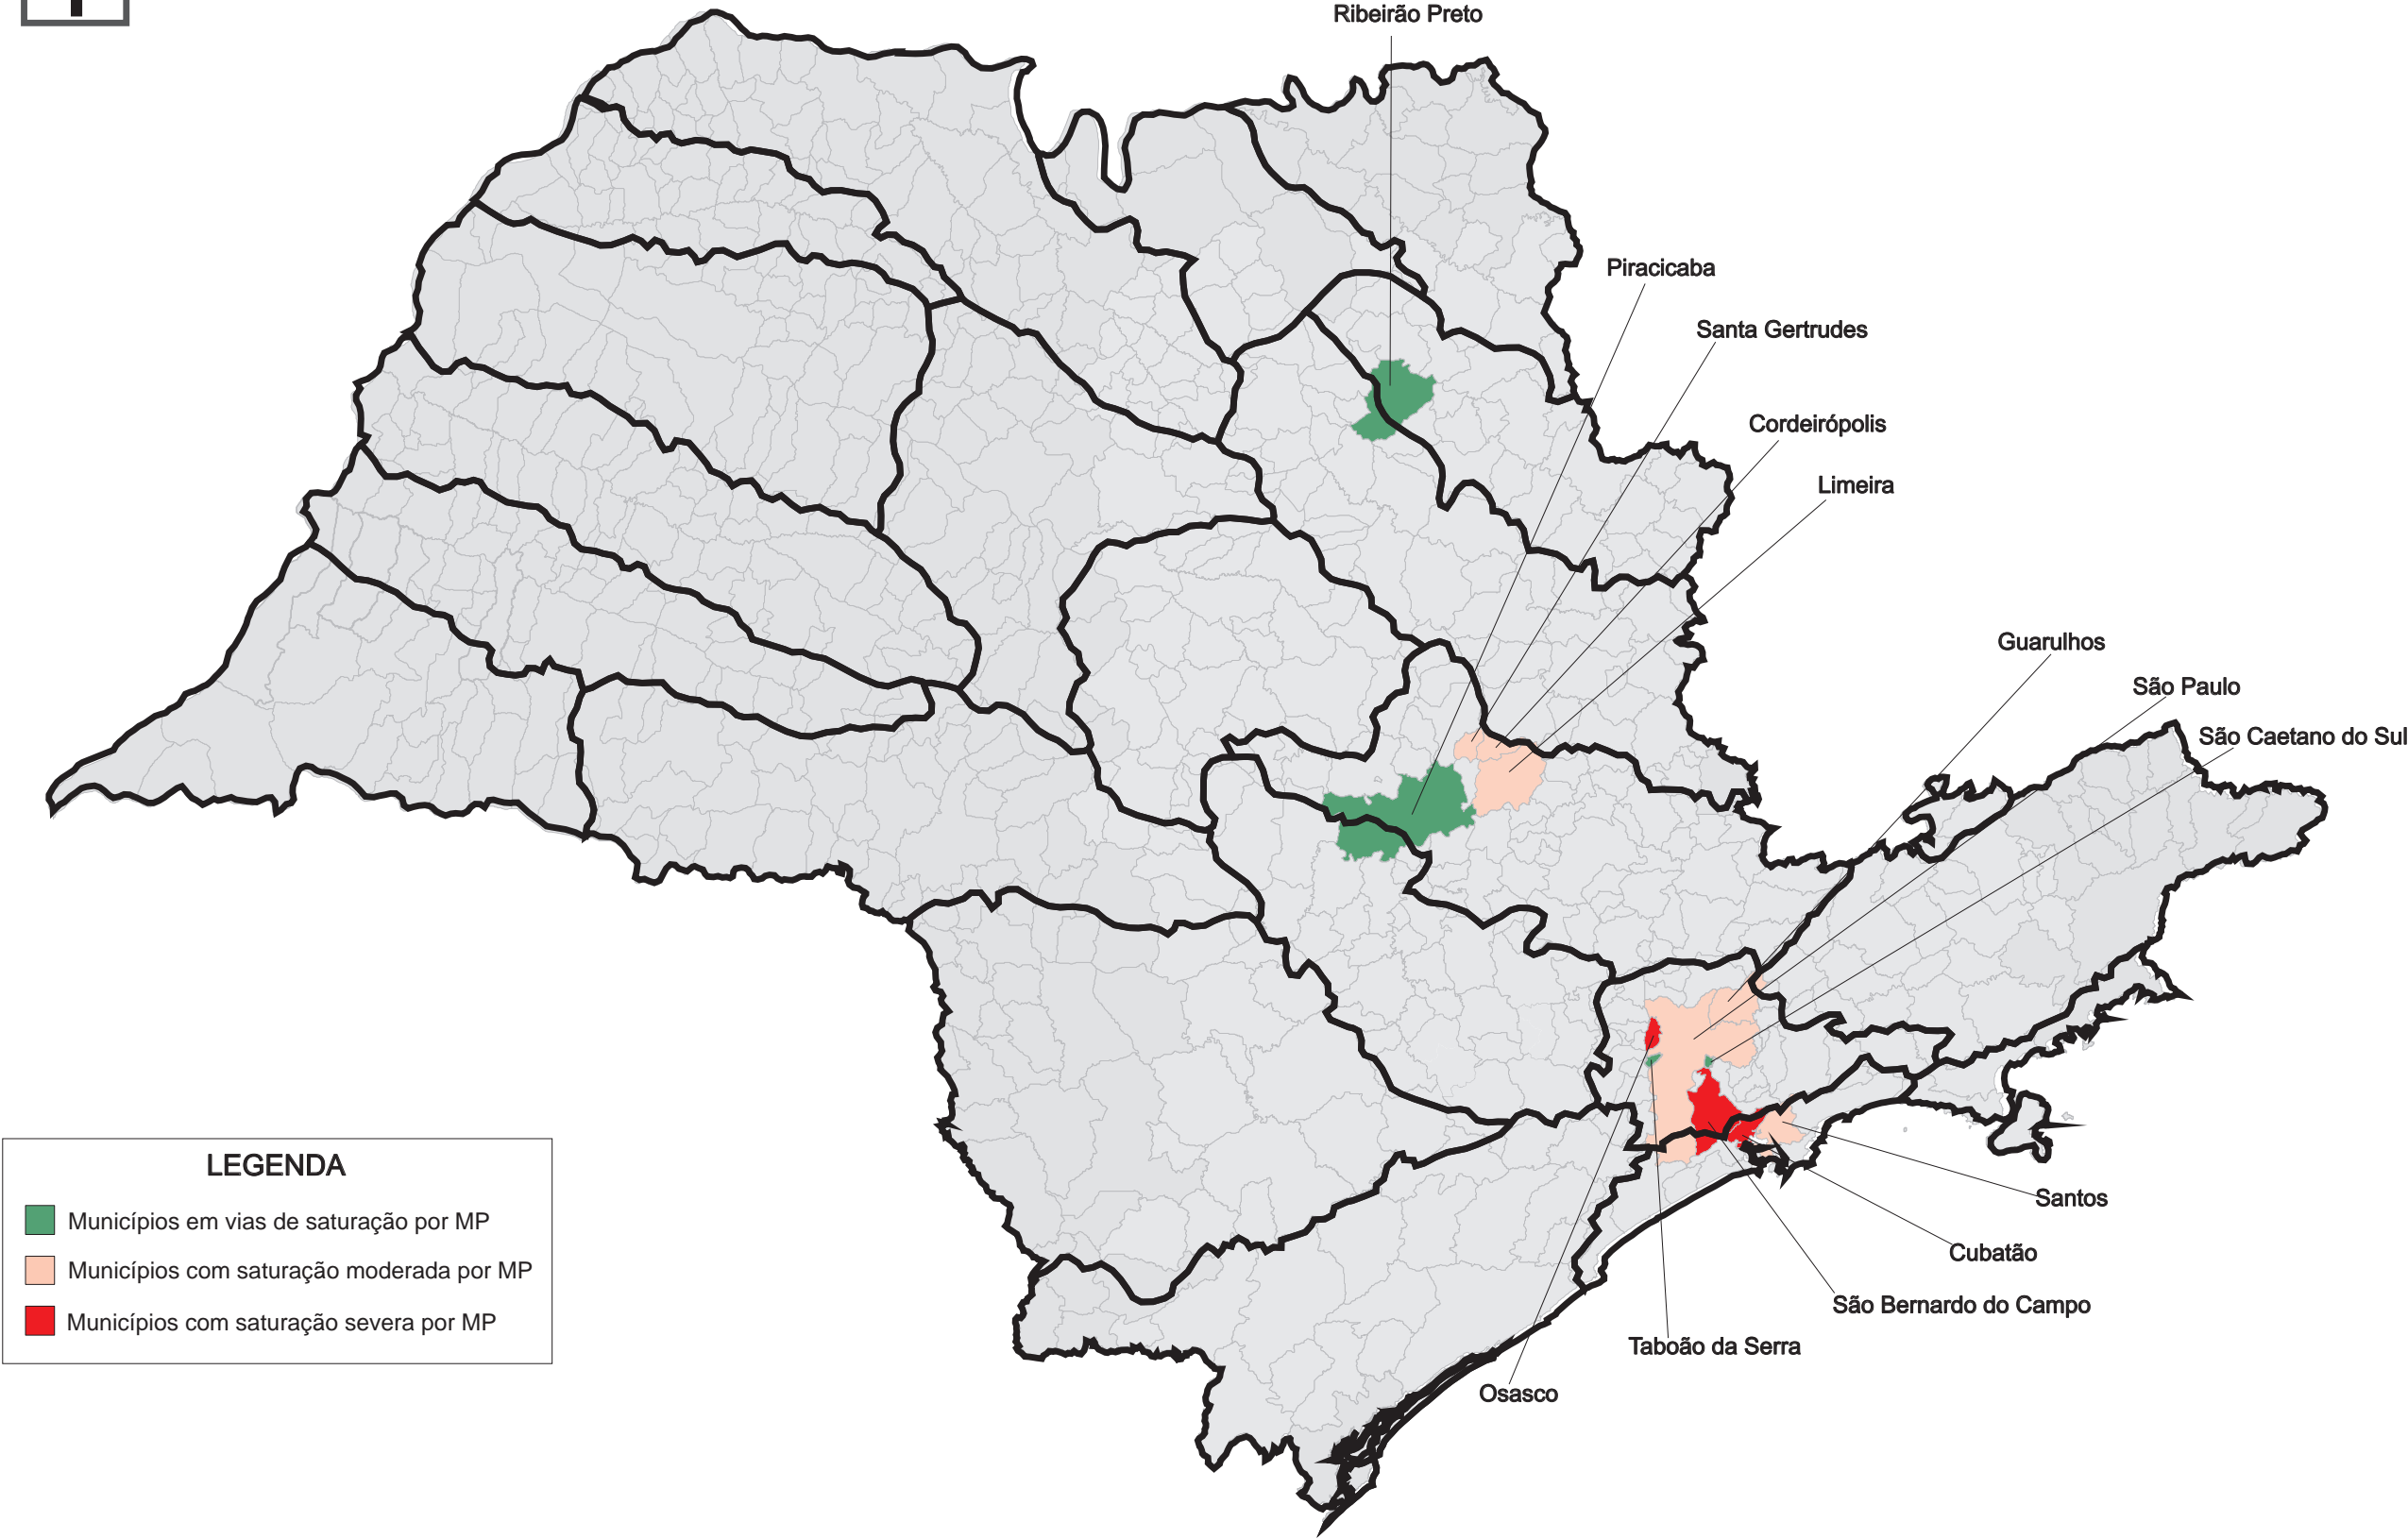 Ribeirão Preto
Piracicaba
Santa Gertrudes
Cordeirópolis
Limeira
Guarulhos
São Paulo
São Caetano do Sul
Santos
Cubatão
São Bernardo do Campo
Taboão da Serra
Osasco
LEGENDA
Municípios em vias de saturação por MP
Municípios com saturação moderada por MP
Municípios com saturação severa por MP